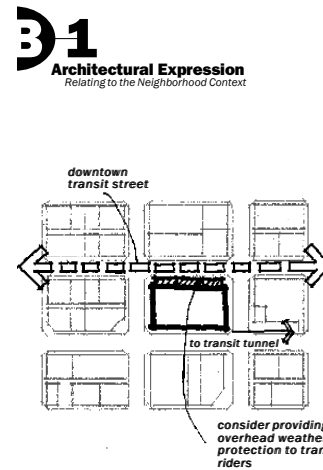 B-1
Architectural Expression
Relating to the Neighborhood Context
downtown
transit street
to transit tunnel
consider providing
overhead weathe
protection to tran
riders